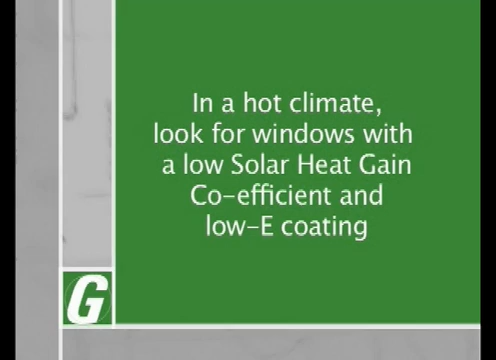 In a hot climate,
look for windows with
a low Solar Heat Gain
Co-efficient and
low-E coating
G